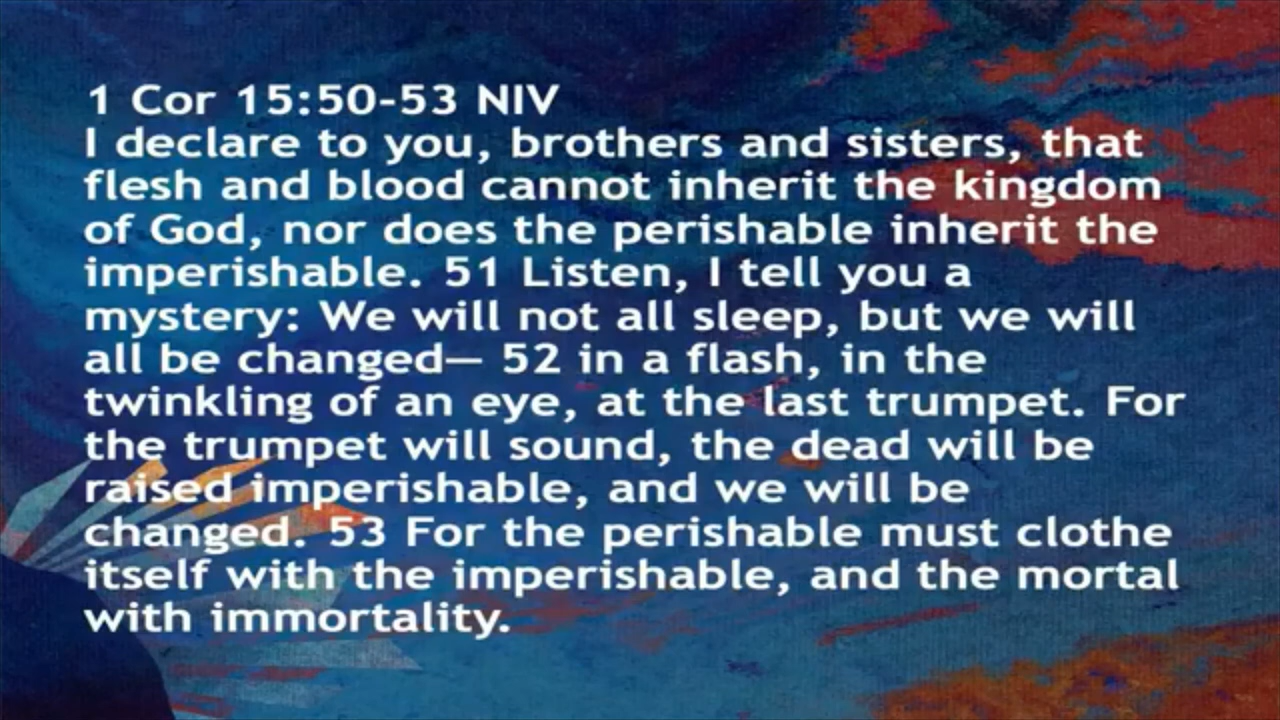 1 Cor 15:50-53 NIV
I declare to you, brothers and sisters, that
flesh and blood cannot inherit the kingdom
of God, nor does the perishable inherit the
imperishable. 51 Listen, I tell you a
mystery: We will not all sleep, but we will
all be changed— 52 in a flash, in the
twinkling of an eye, at the last trumpet. For
the trumpet will sound, the dead will be
raised imperishable, and we will be
changed. 53 For the perishable must clothe
itself with the imperishable, and the mortal
with immortality.